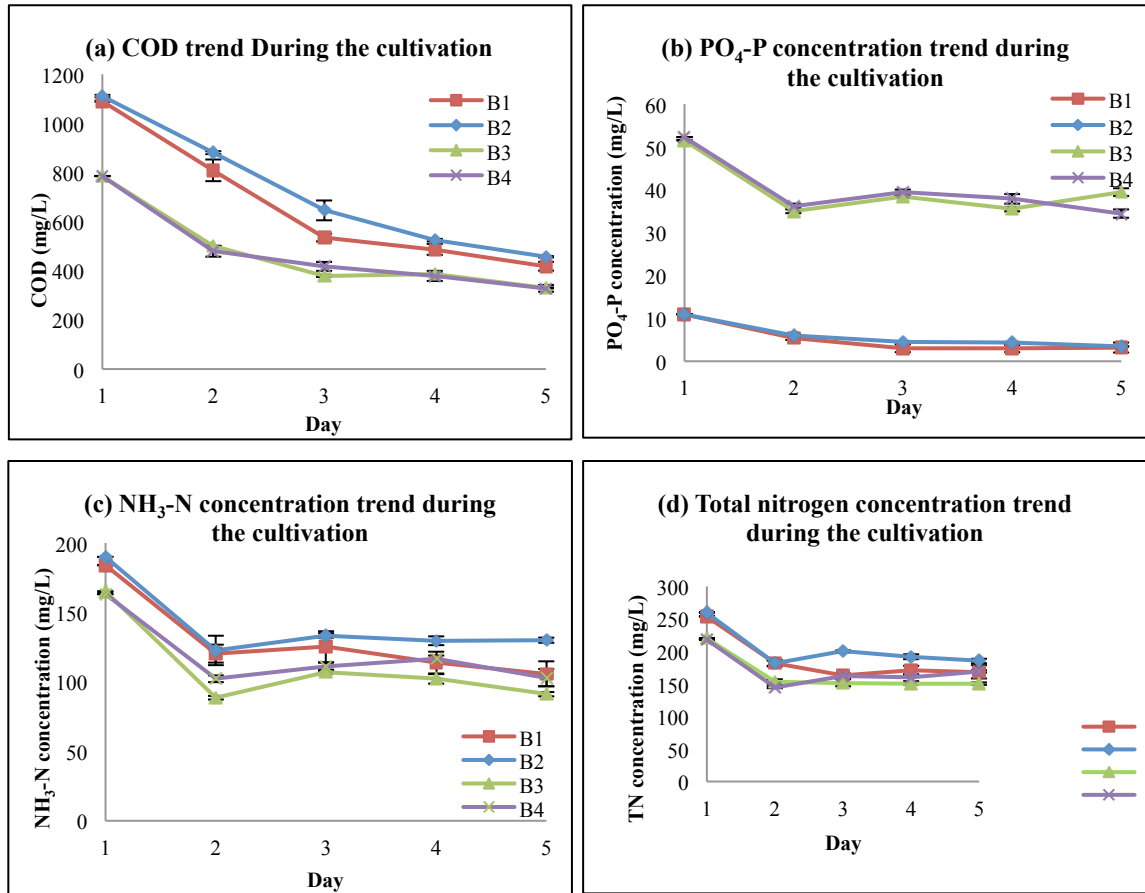 (a) COD trend During the cultivation
1200
1000
800
600
400
200
0
COD (mg/L)
1 2 3 4 5
Day
B1
B2
B3
B4
(b) PO₄-P concentration trend during
the cultivation
60
50
40
30
20
10
0
PO₄-P concentration (mg/L)
1 2 3 4 5
Day
B1
B2
B3
B4
(c) NH₃-N concentration trend during
the cultivation
200
150
100
50
0
NH₃-N concentration (mg/L)
1 2 3 4 5
Day
B1
B2
B3
B4
(d) Total nitrogen concentration trend
during the cultivation
300
250
200
150
100
50
0
TN concentration (mg/L)
1 2 3 4 5
Day